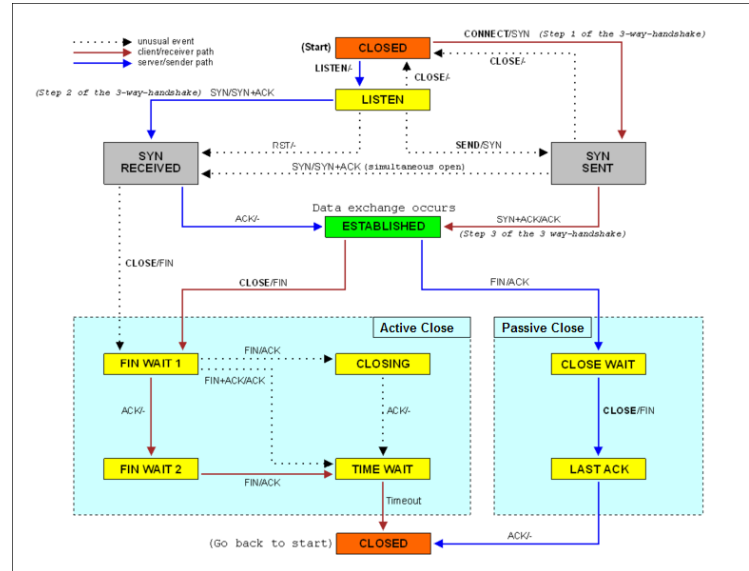 unusual event
client/receiver path
server/sender path
(Start)
CLOSED
CONNECT/SYN
(Step 1 of the 3-way-handshake)
CLOSE/-
LISTEN/-
CLOSE/-
(Step 2 of the 3-way-handshake)
SYN/SYN+ACK
LISTEN
RST/-
SEND/SYN
SYN
RECEIVED
SYN/SYN+ACK (simultaneous open)
SYN
SENT
Data exchange occurs
ACK/-
ESTABLISHED
SYN+ACK/ACK
(Step 3 of the 3 way-handshake)
CLOSE/FIN
CLOSE/FIN
FIN/ACK
Active Close
Passive Close
FIN WAIT 1
FIN/ACK
CLOSING
CLOSE WAIT
FIN+ACK/ACK
ACK/-
ACK/-
CLOSE/FIN
FIN WAIT 2
FIN/ACK
TIME WAIT
LAST ACK
Timeout
(Go back to start)
CLOSED
ACK/-